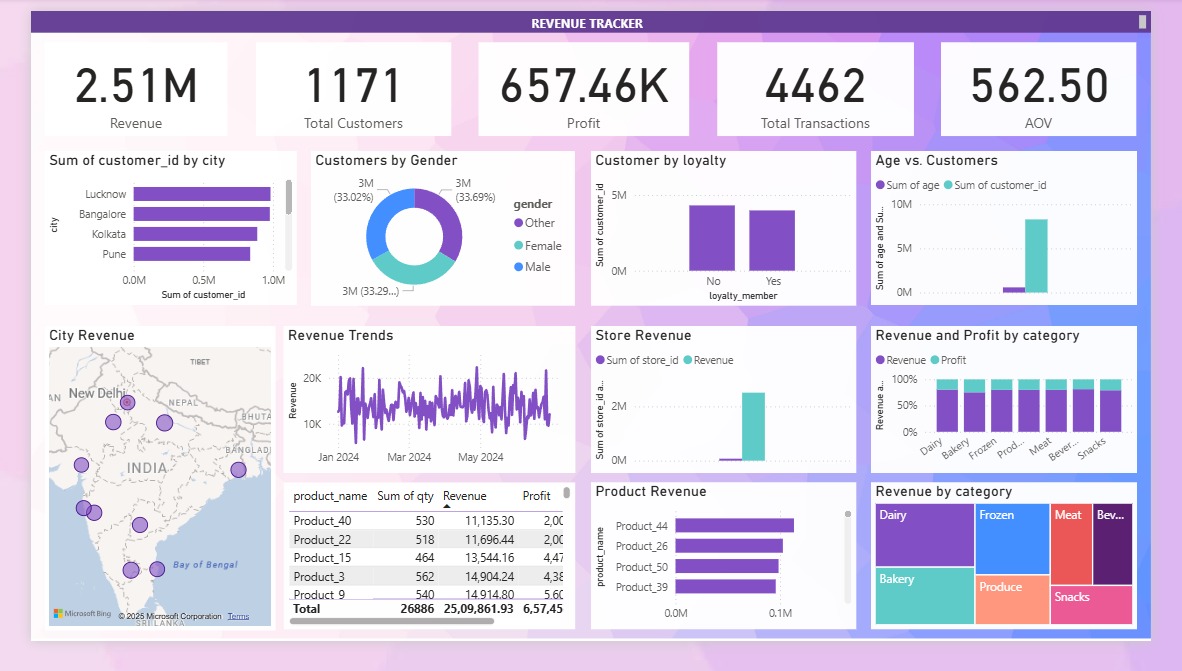 REVENUE TRACKER
2.51M
Revenue
1171
Total Customers
657.46K
Profit
4462
Total Transactions
562.50
AOV
Sum of customer_id by city
city
Lucknow
Bangalore
Kolkata
Pune
0.0M 0.5M 1.0M
Sum of customer_id
Customers by Gender
3M
(33.02%)
3M
(33.69%)
3M (33.29...)
gender
Other
Female
Male
Customer by loyalty
Sum of customer_id
5M
0M
No Yes
loyalty_member
Age vs. Customers
Sum of age Sum of customer_id
Sum of age and Su...
10M
5M
0M
City Revenue
TIBET
AN
New Delhi
NEPAL
BHUTA
BANGLAD
INDIA
Bay of Bengal
Microsoft Bing
© 2025 Microsoft Corporation Terms
SRI LANKA
Revenue Trends
Revenue
20K
10K
Jan 2024 Mar 2024 May 2024
Store Revenue
Sum of store_id Revenue
Sum of store_id a...
2M
0M
Revenue and Profit by category
Revenue Profit
Revenue a...
100%
50%
0%
Dairy Bakery Frozen Prod... Meat Bever... Snacks
product_name Sum of qty Revenue Profit
Product_40 530 11,135.30 2,00
Product_22 518 11,696.44 2,00
Product_15 464 13,544.16 4,47
Product_3 562 14,904.24 4,38
Product_9 540 14,914.80 5,60
Total 26886 25,09,861.93 6,57,45
Product Revenue
product_name
Product_44
Product_26
Product_50
Product_39
0.0M 0.1M
Revenue by category
Dairy
Frozen
Meat
Bev...
Bakery
Produce
Snacks